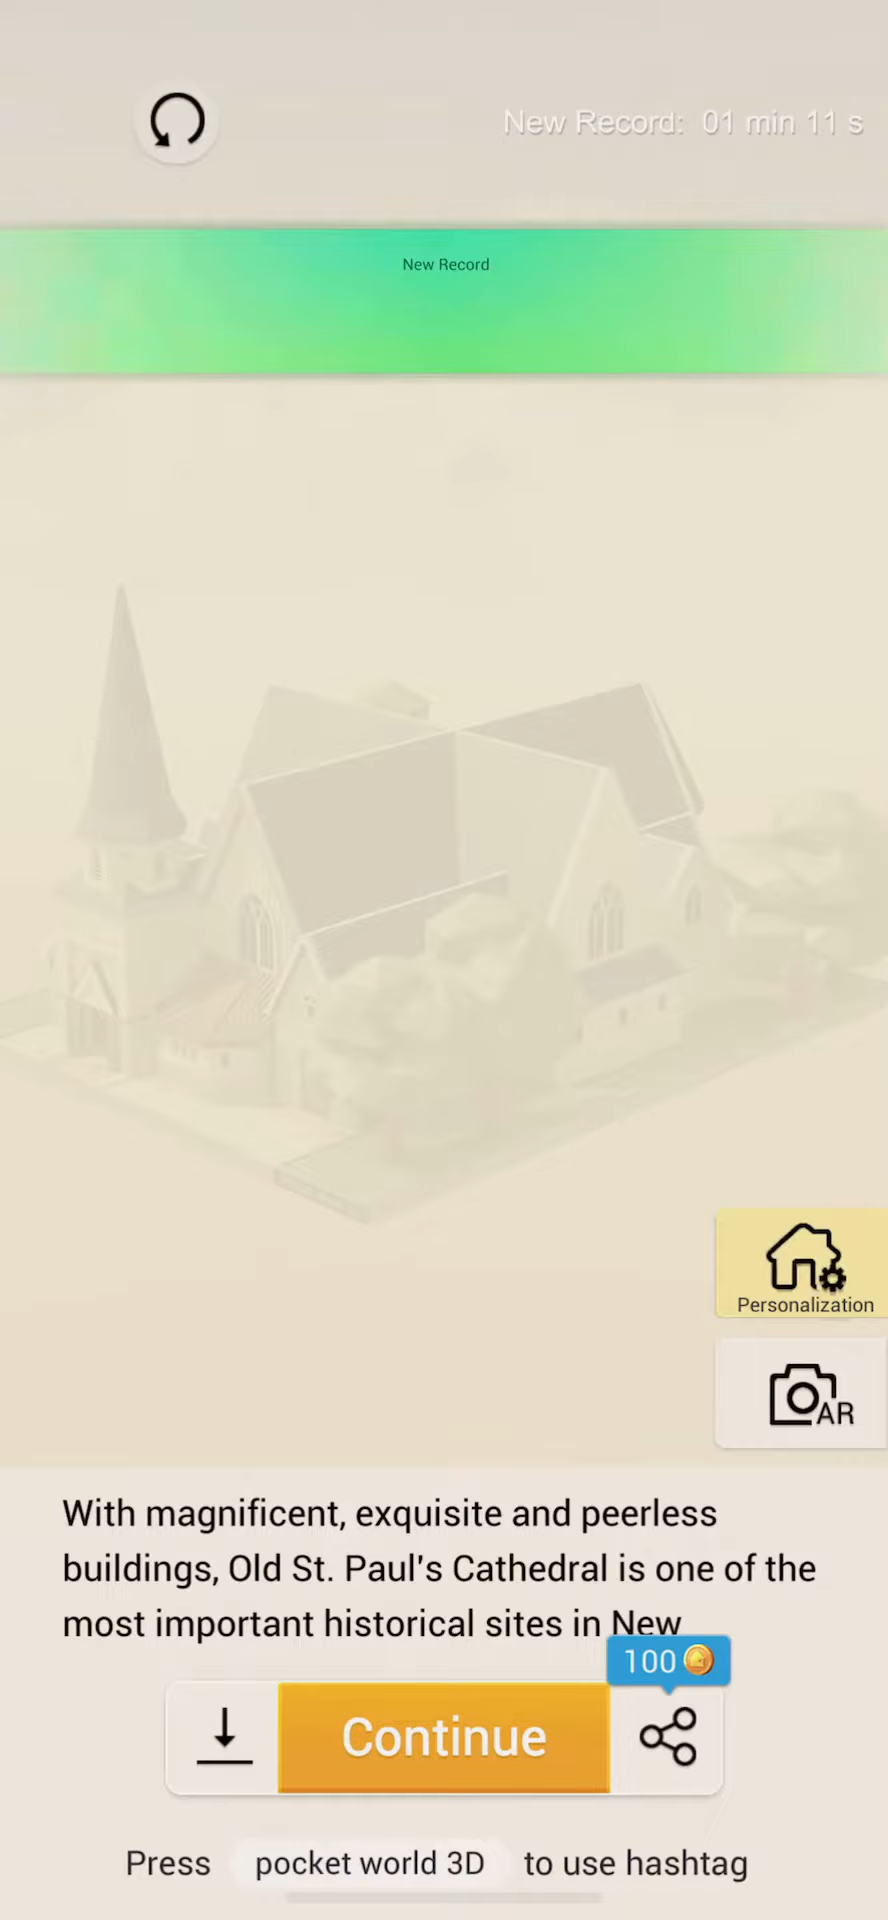 New Record: 01 min 11 s
New Record
Personalization
AR
With magnificent, exquisite and peerless
buildings, Old St. Paul's Cathedral is one of the
most important historical sites in New
100
Continue
Press pocket world 3D to use hashtag